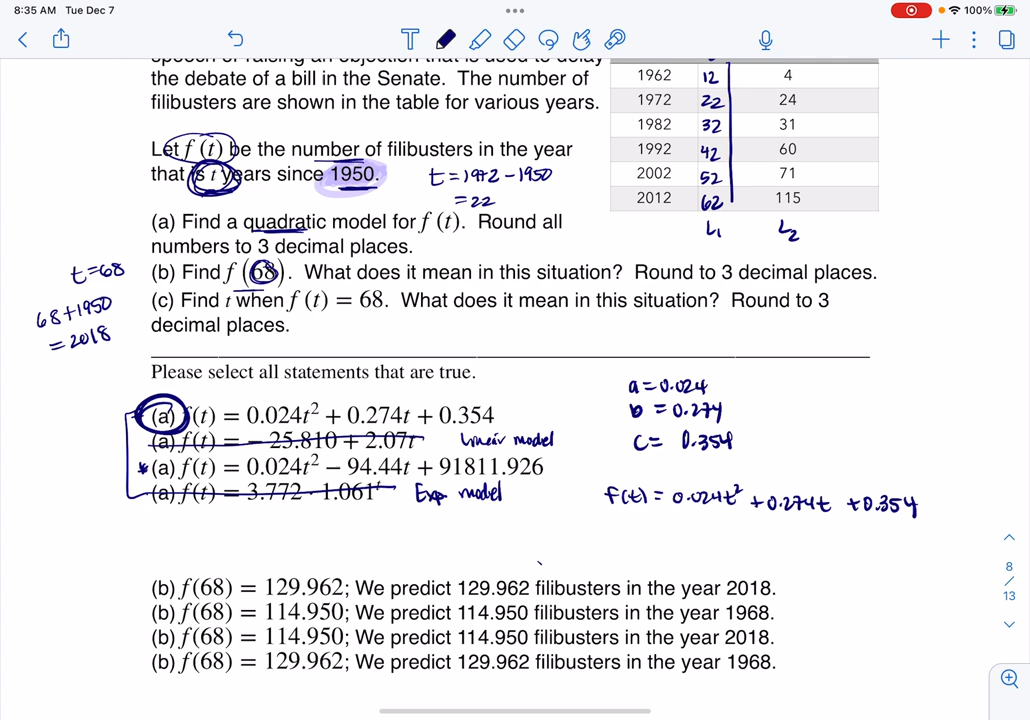 8:35 AM Tue Dec 7
100%
speech of raising an objection that is used to delay
the debate of a bill in the Senate. The number of
filibusters are shown in the table for various years.
1962 12 4
1972 22 24
1982 32 31
1992 42 60
2002 52 71
2012 62 115
L1 L2
Let f (t) be the number of filibusters in the year
that is t years since 1950.
t = 1972 - 1950
= 22
(a) Find a quadratic model for f (t). Round all
numbers to 3 decimal places.
(b) Find f (68). What does it mean in this situation? Round to 3 decimal places.
(c) Find t when f (t) = 68. What does it mean in this situation? Round to 3
decimal places.
t=68
68+1950
= 2018
Please select all statements that are true.
(a) f(t) = 0.024t² + 0.274t + 0.354
(a) f(t) = − 25.810 + 2.07t Linear model
* (a) f(t) = 0.024t² − 94.44t + 91811.926
(a) f(t) = 3.772 · 1.061ᵗ Exp model
a = 0.024
b = 0.274
c = 0.354
f(t) = 0.024t² + 0.274t + 0.354
(b) f(68) = 129.962; We predict 129.962 filibusters in the year 2018.
(b) f(68) = 114.950; We predict 114.950 filibusters in the year 1968.
(b) f(68) = 114.950; We predict 114.950 filibusters in the year 2018.
(b) f(68) = 129.962; We predict 129.962 filibusters in the year 1968.
8
/
13